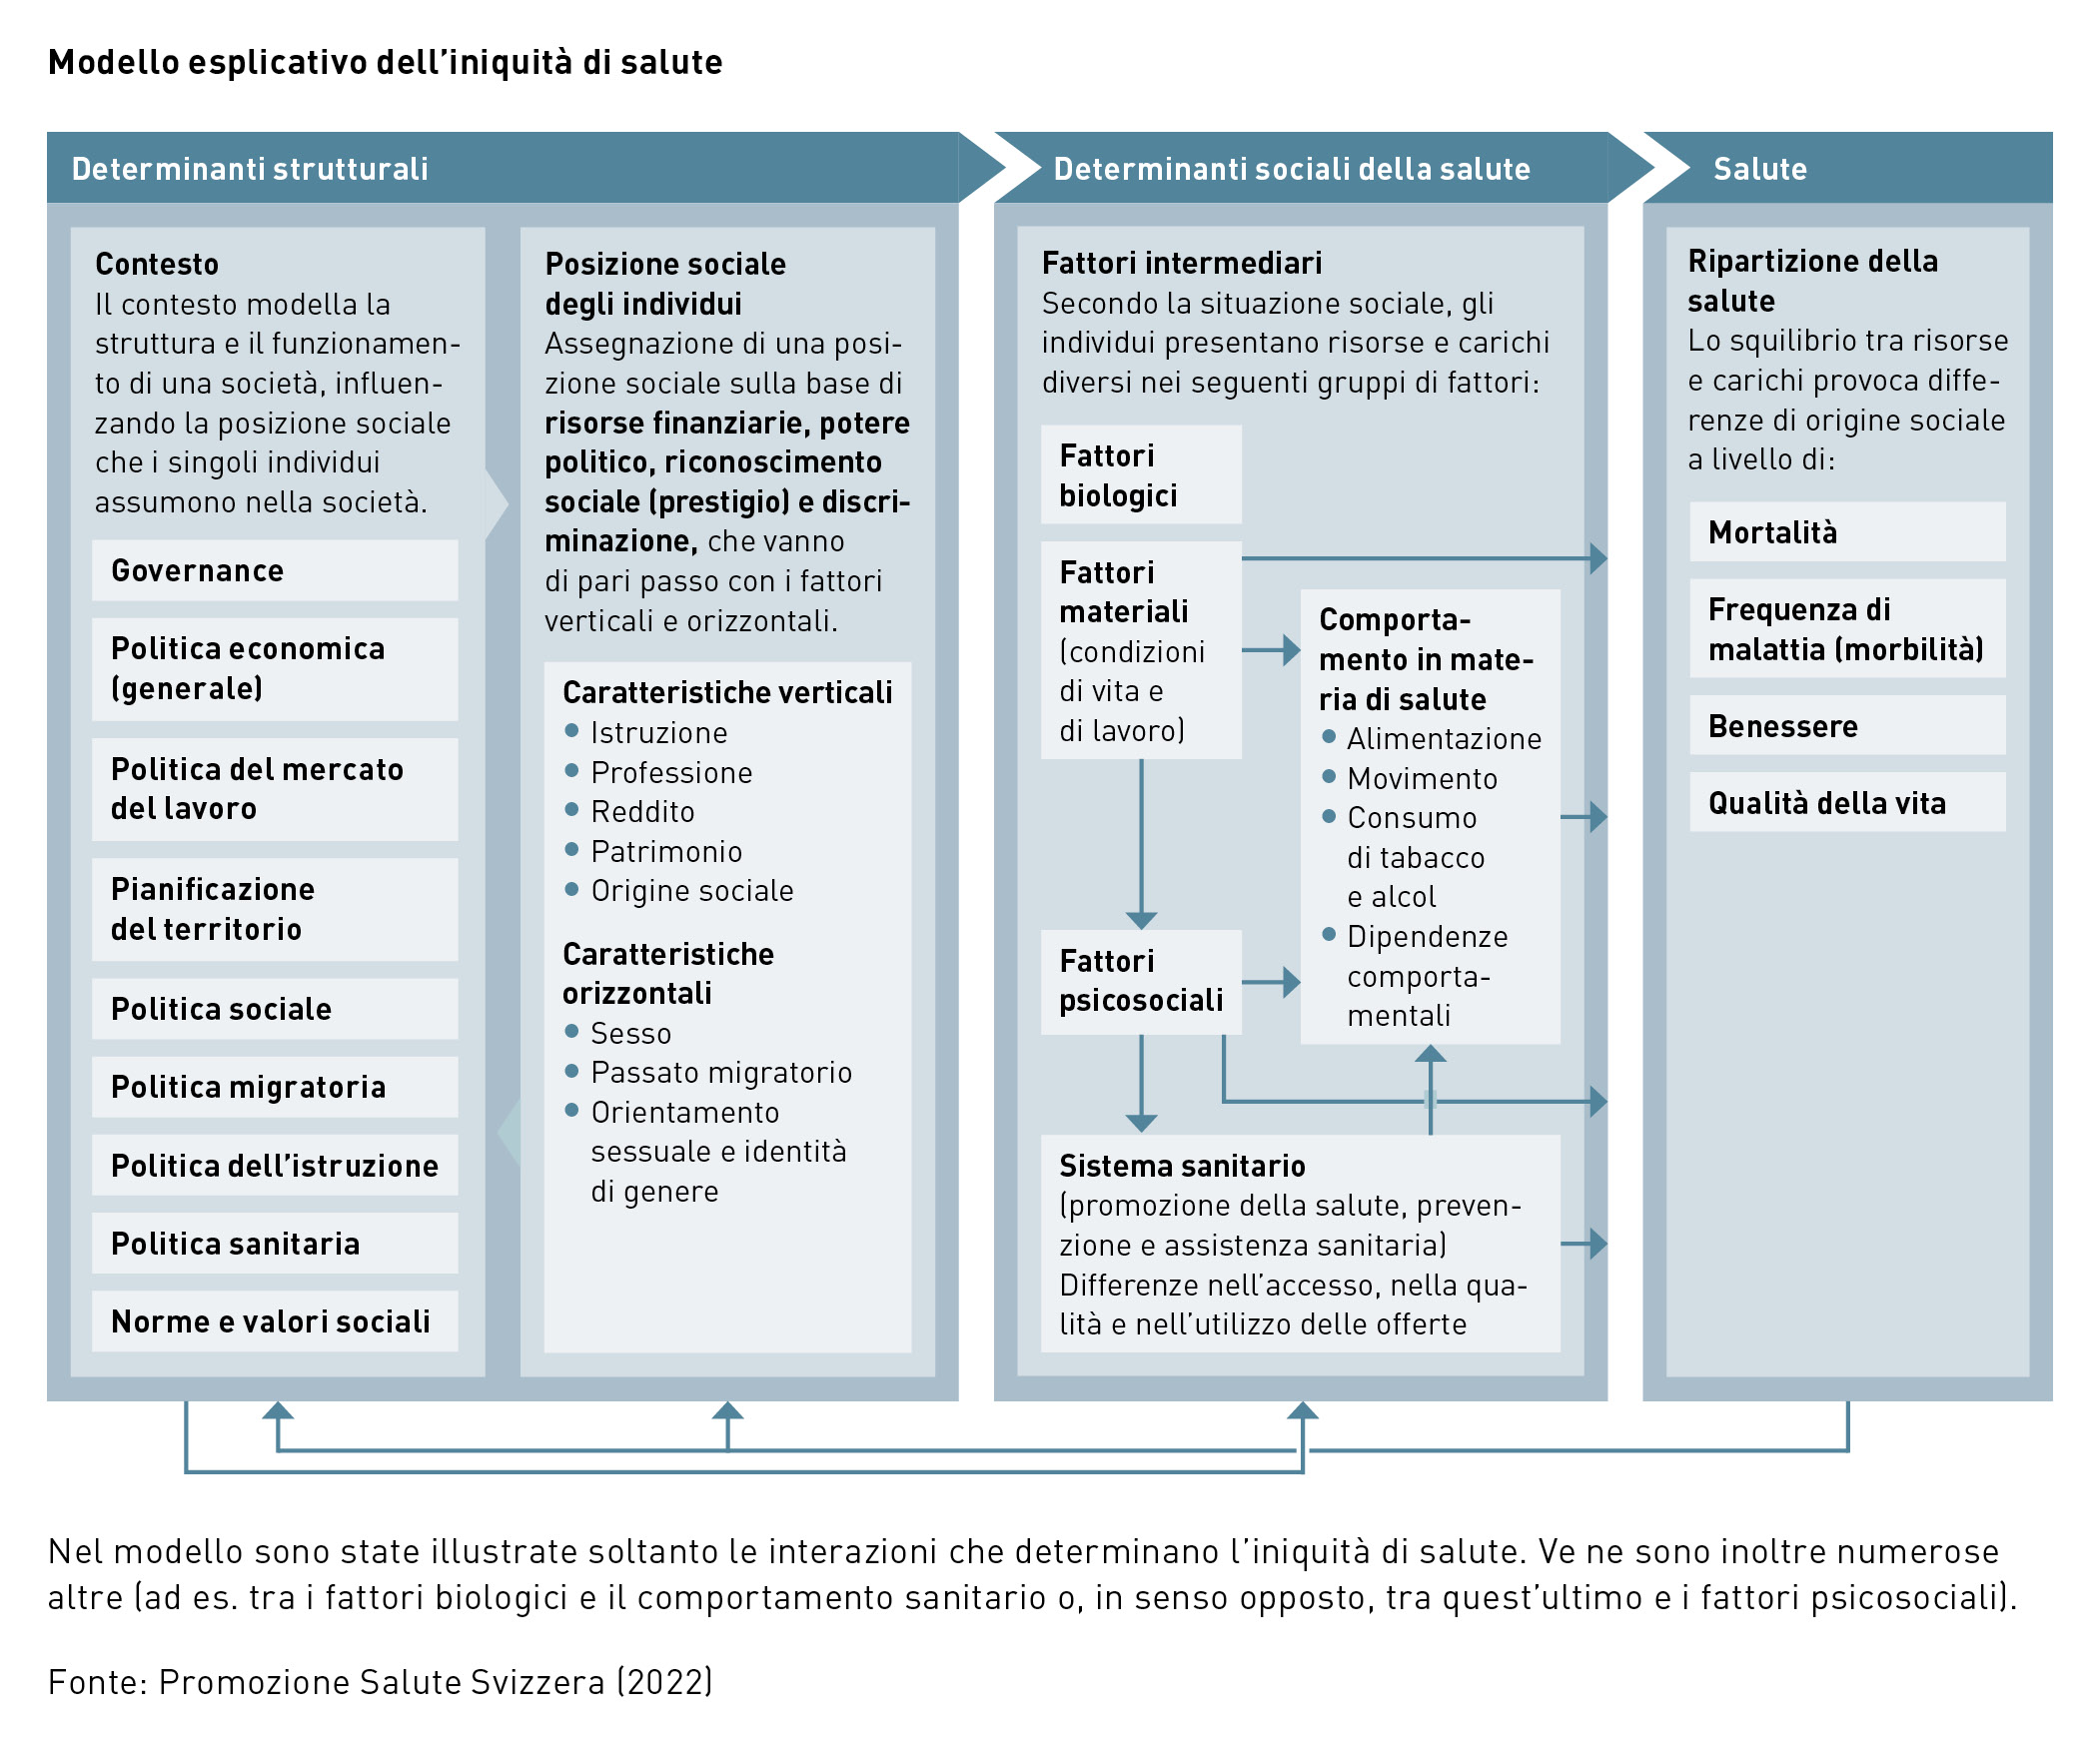 Modello esplicativo dell’iniquità di salute
Determinanti strutturali
Contesto
Il contesto modella la
struttura e il funzionamen-
to di una società, influen-
zando la posizione sociale
che i singoli individui
assumono nella società.
Governance
Politica economica
(generale)
Politica del mercato
del lavoro
Pianificazione
del territorio
Politica sociale
Politica migratoria
Politica dell’istruzione
Politica sanitaria
Norme e valori sociali
Posizione sociale
degli individui
Assegnazione di una posi-
zione sociale sulla base di
risorse finanziarie, potere
politico, riconoscimento
sociale (prestigio) e discri-
minazione, che vanno
di pari passo con i fattori
verticali e orizzontali.
Caratteristiche verticali
Istruzione
Professione
Reddito
Patrimonio
Origine sociale
Caratteristiche
orizzontali
Sesso
Passato migratorio
Orientamento
sessuale e identità
di genere
Determinanti sociali della salute
Fattori intermediari
Secondo la situazione sociale, gli
individui presentano risorse e carichi
diversi nei seguenti gruppi di fattori:
Fattori
biologici
Fattori
materiali
(condizioni
di vita e
di lavoro)
Fattori
psicosociali
Comporta-
mento in mate-
ria di salute
Alimentazione
Movimento
Consumo
di tabacco
e alcol
Dipendenze
comporta-
mentali
Sistema sanitario
(promozione della salute, preven-
zione e assistenza sanitaria)
Differenze nell’accesso, nella qua-
lità e nell’utilizzo delle offerte
Salute
Ripartizione della
salute
Lo squilibrio tra risorse
e carichi provoca diffe-
renze di origine sociale
a livello di:
Mortalità
Frequenza di
malattia (morbilità)
Benessere
Qualità della vita
Nel modello sono state illustrate soltanto le interazioni che determinano l’iniquità di salute. Ve ne sono inoltre numerose
altre (ad es. tra i fattori biologici e il comportamento sanitario o, in senso opposto, tra quest’ultimo e i fattori psicosociali).
Fonte: Promozione Salute Svizzera (2022)